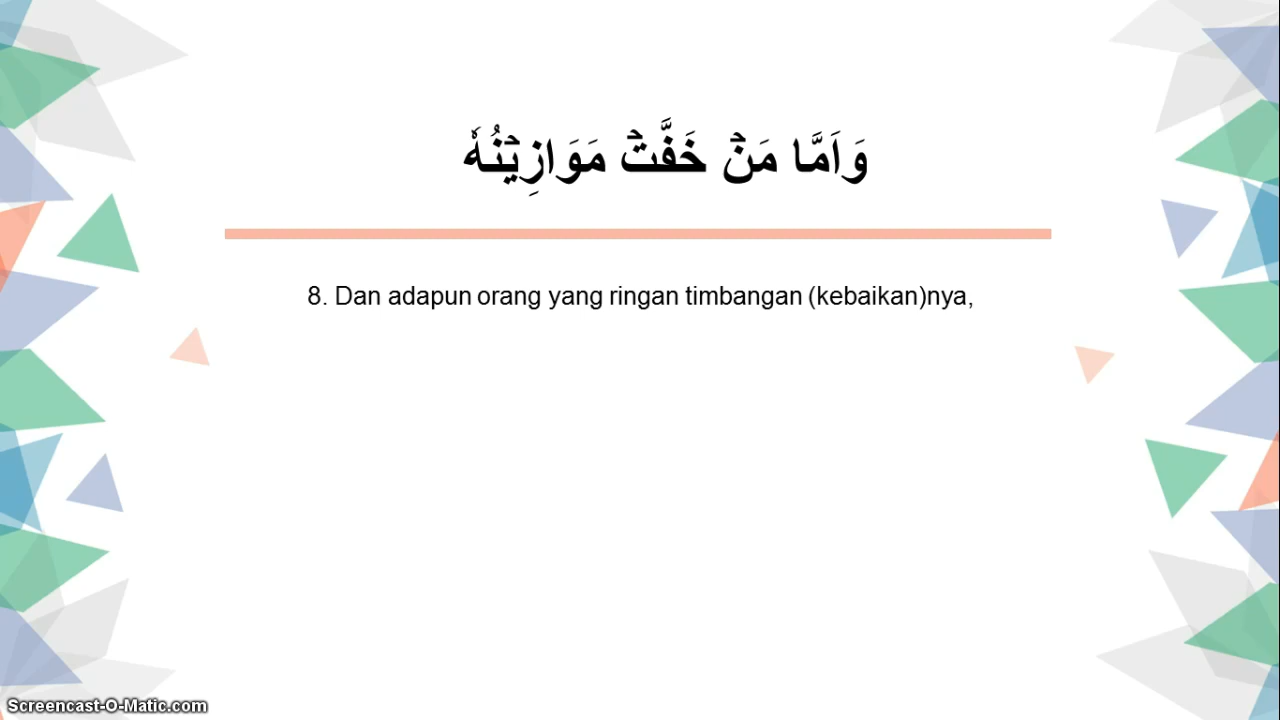 وَاَمَّا مَنۡ خَفَّتۡ مَوَازِيۡنُهٗ
8. Dan adapun orang yang ringan timbangan (kebaikan)nya,
Screencast-O-Matic.com